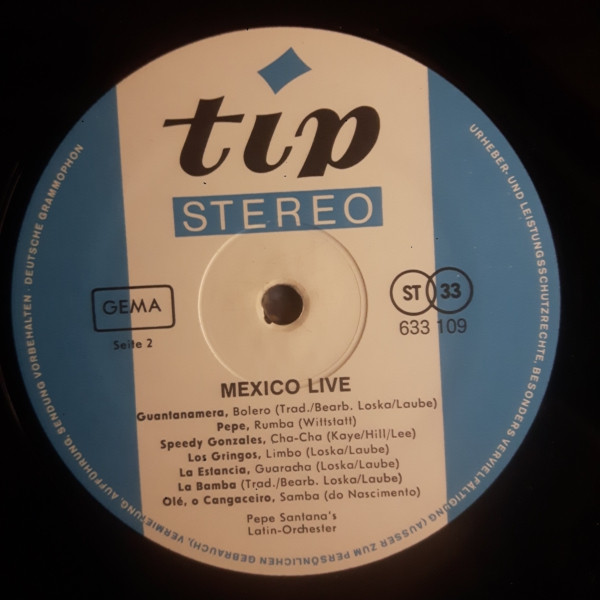 tip
STEREO
GEMA
Seite 2
ST 33
633 109
MEXICO LIVE
Guantanamera, Bolero (Trad./Bearb. Loska/Laube)
Pepe, Rumba (Wittstatt)
Speedy Gonzales, Cha-Cha (Kaye/Hill/Lee)
Los Gringos, Limbo (Loska/Laube)
La Estancia, Guaracha (Loska/Laube)
La Bamba (Trad./Bearb. Loska/Laube)
Olé, o Cangaceiro, Samba (do Nascimento)
Pepe Santana's
Latin-Orchester
URHEBER- UND LEISTUNGSSCHUTZRECHTE, BESONDERS VERVIELFÄLTIGUNG (AUSSER ZUM PERSÖNLICHEN GEBRAUCH), VERMIETUNG, AUFFÜHRUNG, SENDUNG VORBEHALTEN · DEUTSCHE GRAMMOPHON